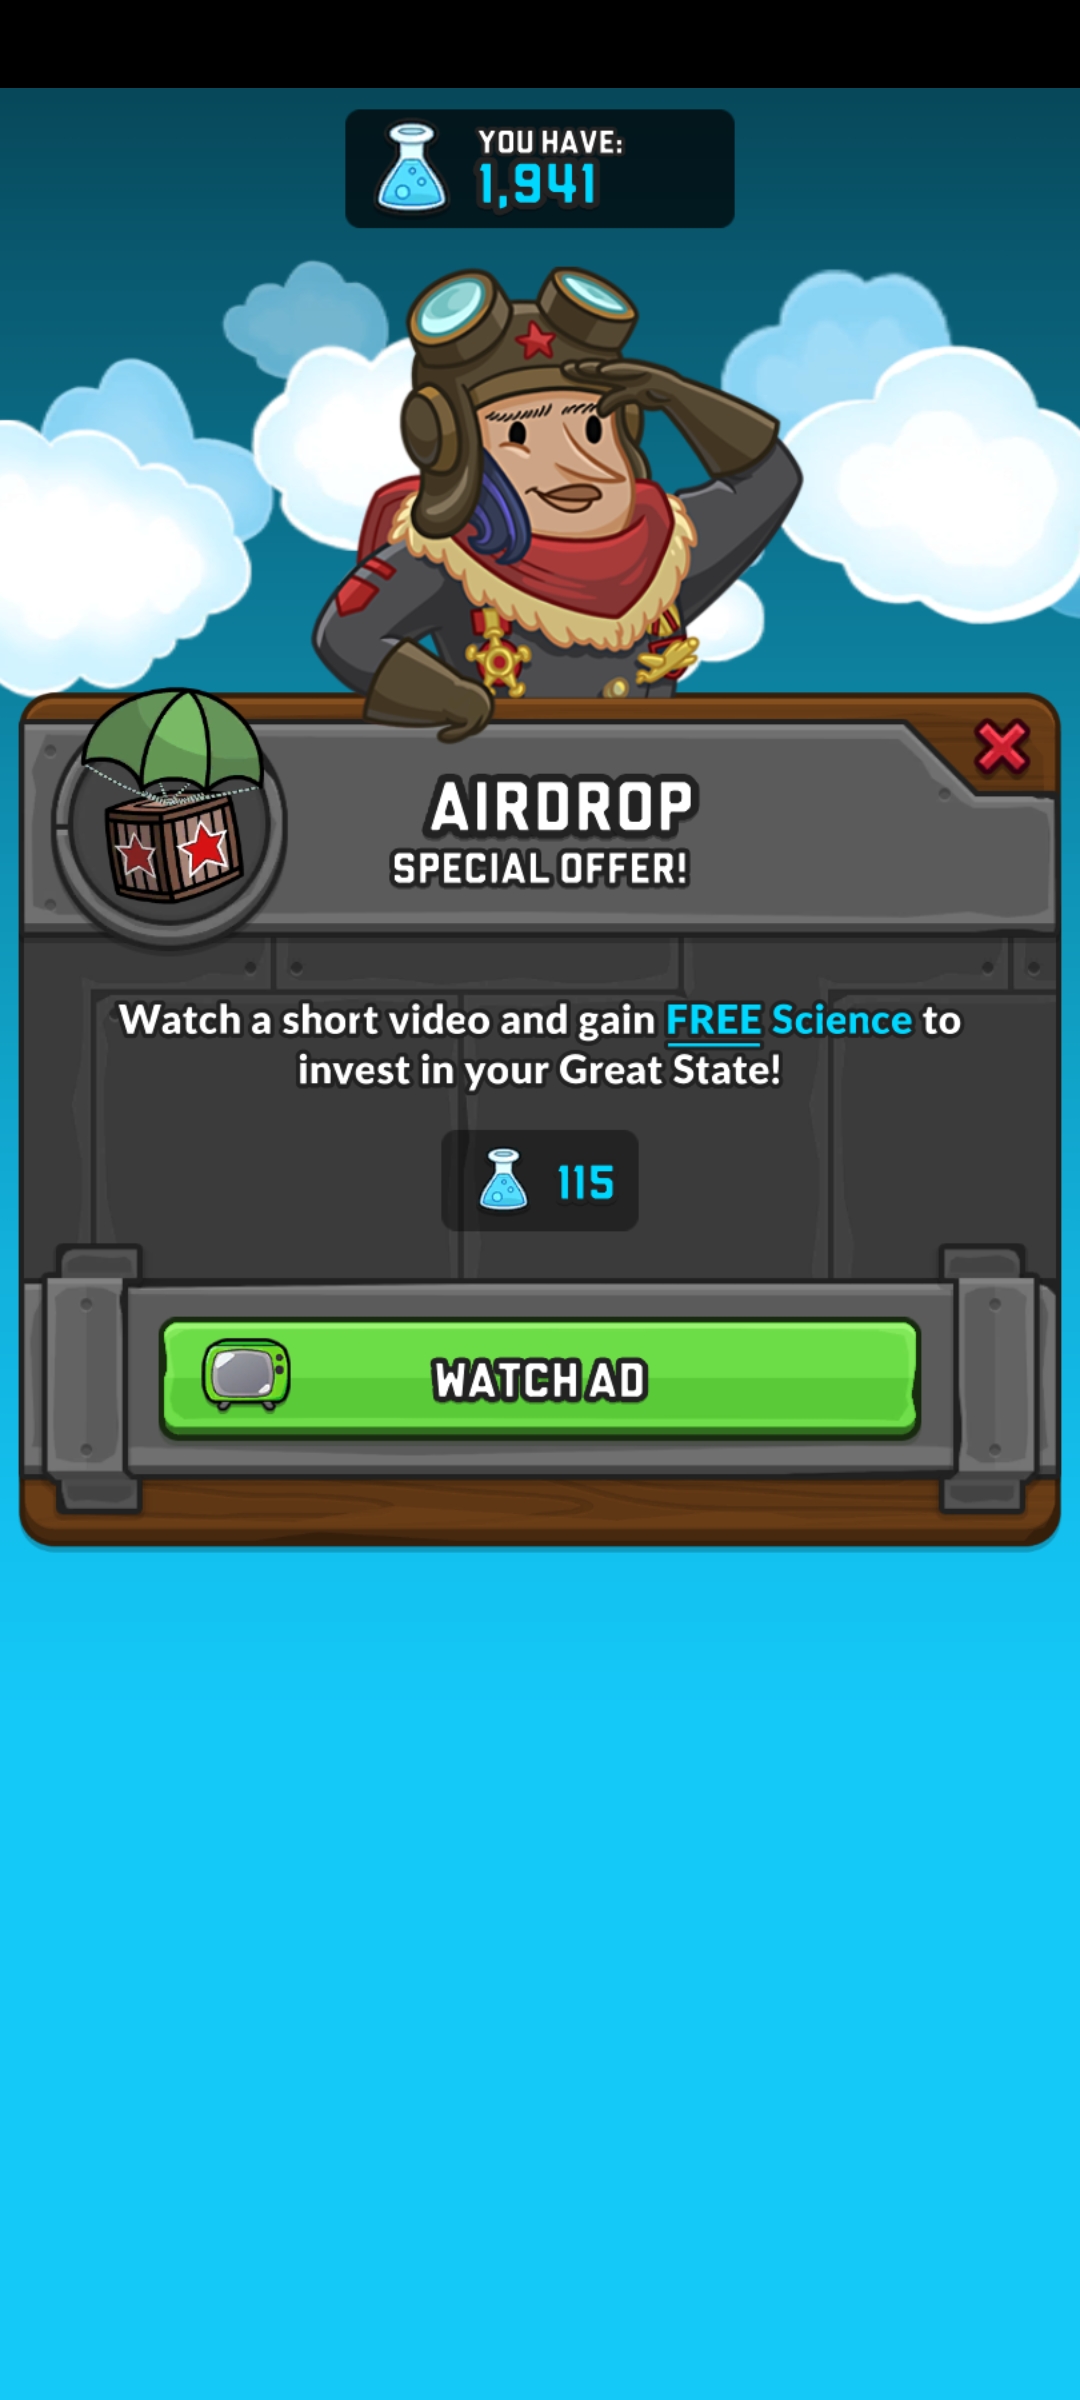 YOU HAVE:
1,941
AIRDROP
SPECIAL OFFER!
Watch a short video and gain FREE Science to
invest in your Great State!
115
WATCH AD